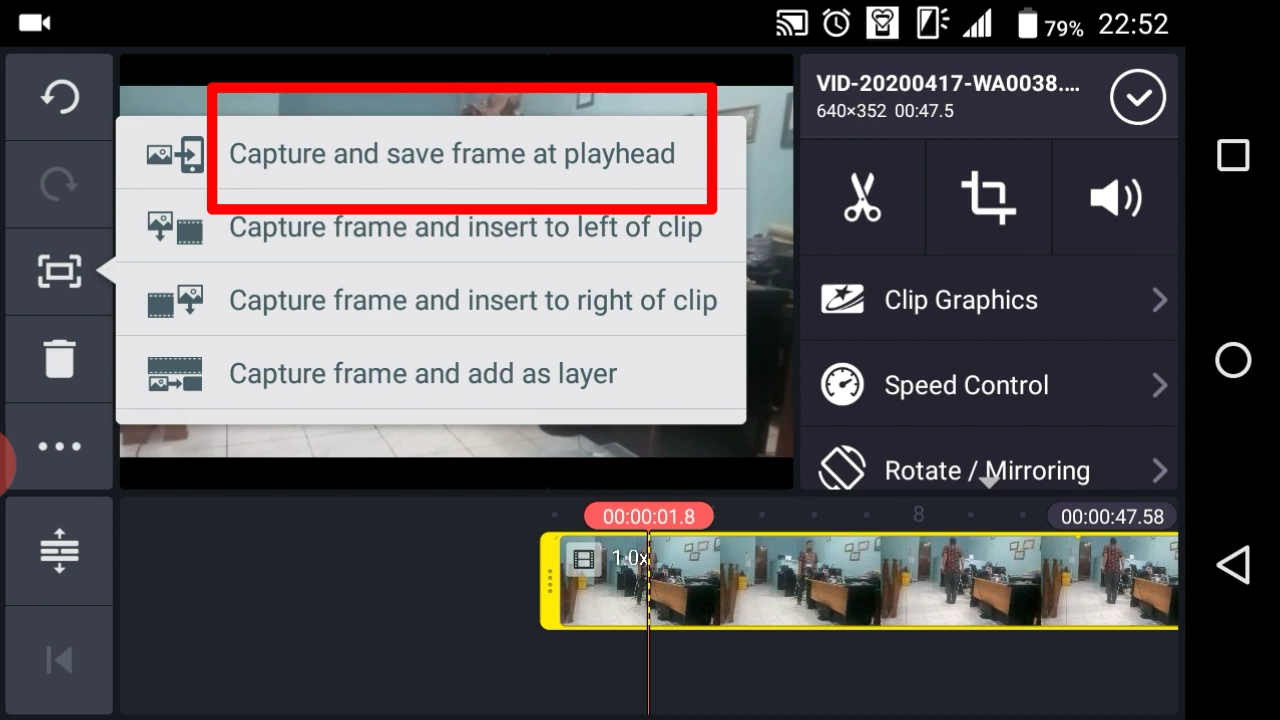 79% 22:52
VID-20200417-WA0038....
640×352 00:47.5
Capture and save frame at playhead
Capture frame and insert to left of clip
Capture frame and insert to right of clip
Capture frame and add as layer
Clip Graphics
Speed Control
Rotate / Mirroring
00:00:01.8
8
00:00:47.58
1.0x